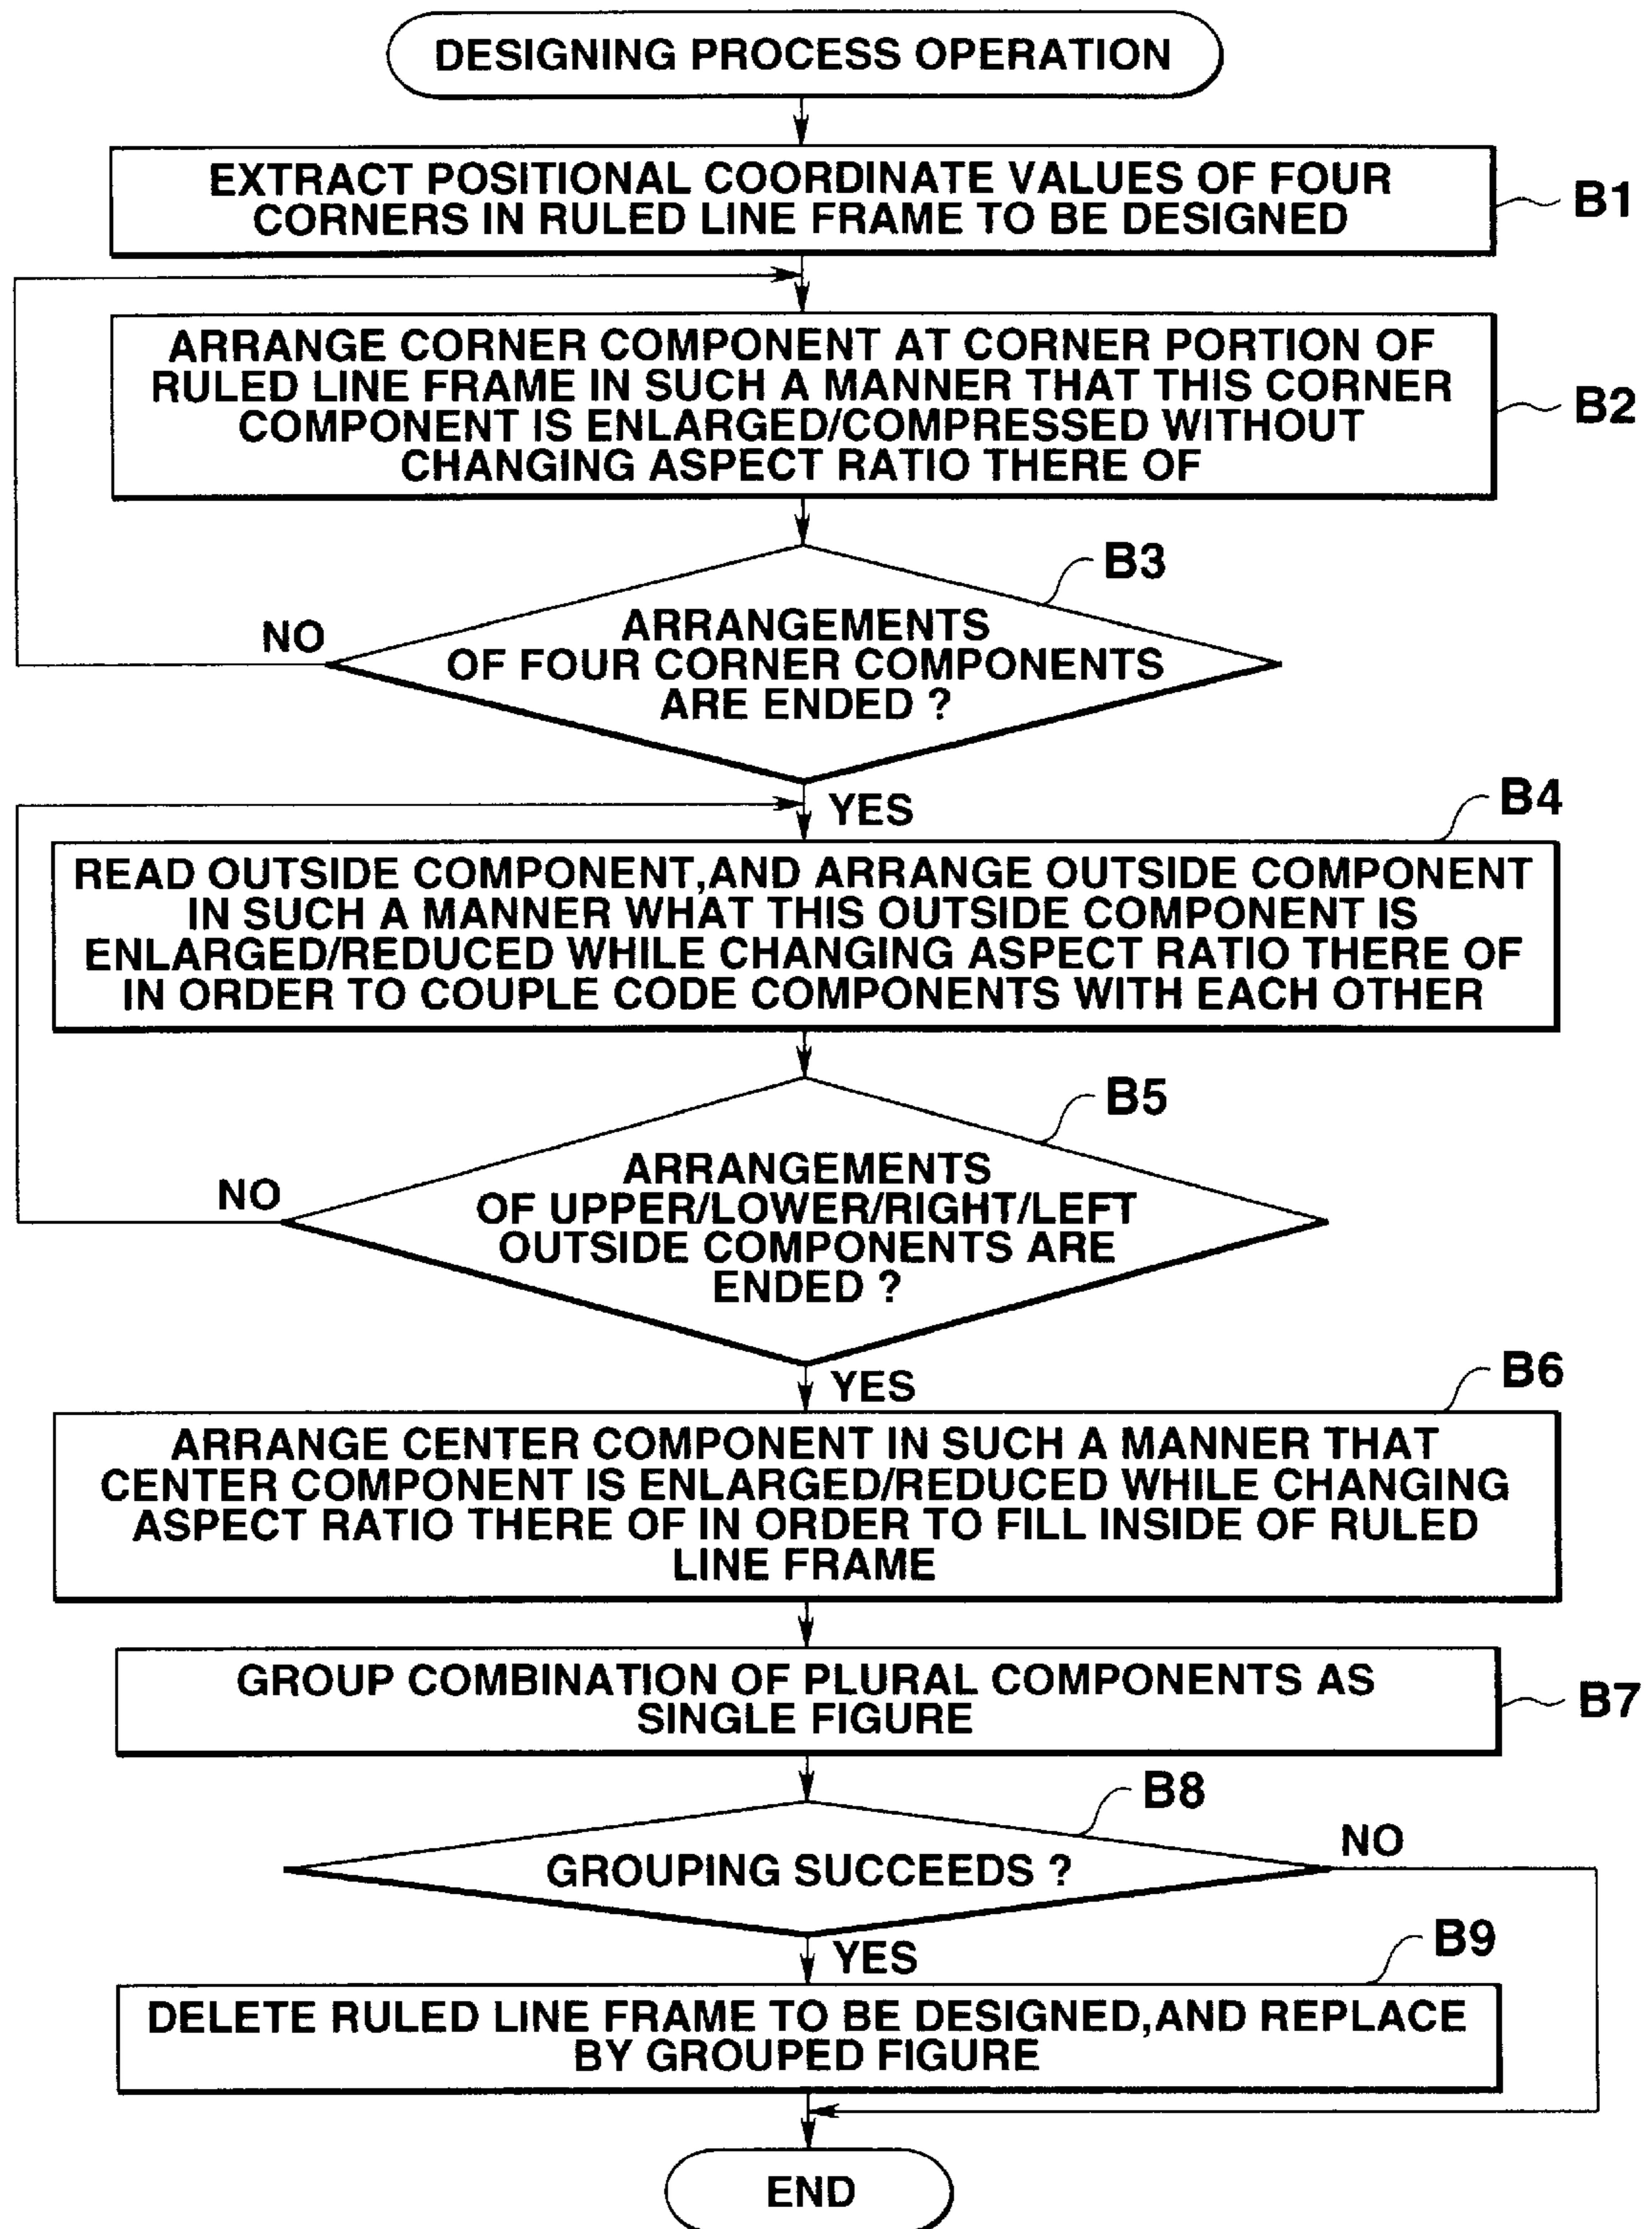 DESIGNING PROCESS OPERATION
EXTRACT POSITIONAL COORDINATE VALUES OF FOUR
CORNERS IN RULED LINE FRAME TO BE DESIGNED
B1
ARRANGE CORNER COMPONENT AT CORNER PORTION OF
RULED LINE FRAME IN SUCH A MANNER THAT THIS CORNER
COMPONENT IS ENLARGED/COMPRESSED WITHOUT
CHANGING ASPECT RATIO THERE OF
B2
B3
ARRANGEMENTS
OF FOUR CORNER COMPONENTS
ARE ENDED ?
NO
YES
B4
READ OUTSIDE COMPONENT,AND ARRANGE OUTSIDE COMPONENT
IN SUCH A MANNER WHAT THIS OUTSIDE COMPONENT IS
ENLARGED/REDUCED WHILE CHANGING ASPECT RATIO THERE OF
IN ORDER TO COUPLE CODE COMPONENTS WITH EACH OTHER
B5
ARRANGEMENTS
OF UPPER/LOWER/RIGHT/LEFT
OUTSIDE COMPONENTS ARE
ENDED ?
NO
YES
B6
ARRANGE CENTER COMPONENT IN SUCH A MANNER THAT
CENTER COMPONENT IS ENLARGED/REDUCED WHILE CHANGING
ASPECT RATIO THERE OF IN ORDER TO FILL INSIDE OF RULED
LINE FRAME
GROUP COMBINATION OF PLURAL COMPONENTS AS
SINGLE FIGURE
B7
B8
GROUPING SUCCEEDS ?
NO
YES
B9
DELETE RULED LINE FRAME TO BE DESIGNED,AND REPLACE
BY GROUPED FIGURE
END